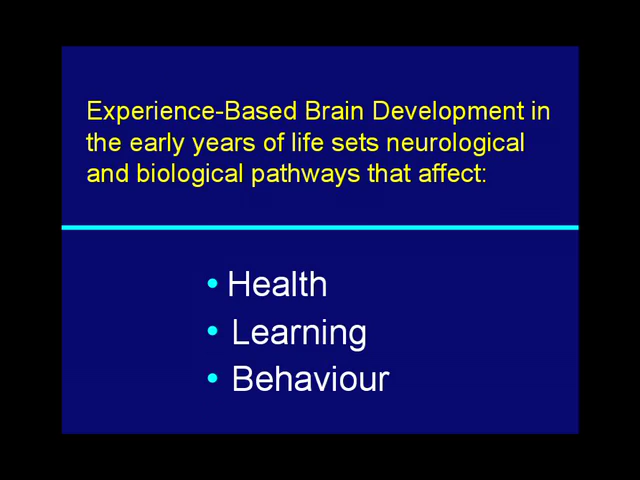 Experience-Based Brain Development in
the early years of life sets neurological
and biological pathways that affect:
• Health
• Learning
• Behaviour